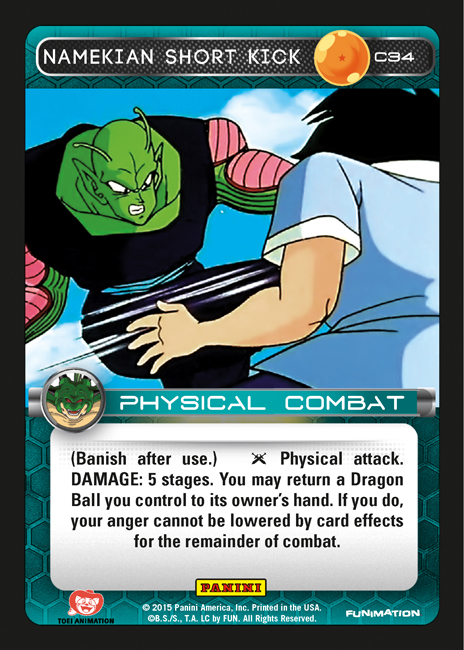 NAMEKIAN SHORT KICK C94
PHYSICAL COMBAT
(Banish after use.) Physical attack.
DAMAGE: 5 stages. You may return a Dragon
Ball you control to its owner's hand. If you do,
your anger cannot be lowered by card effects
for the remainder of combat.
PANINI
© 2015 Panini America, Inc. Printed in the USA.
©B.S./S., T.A. LC by FUN. All Rights Reserved.
TOEI ANIMATION
FUNIMATION